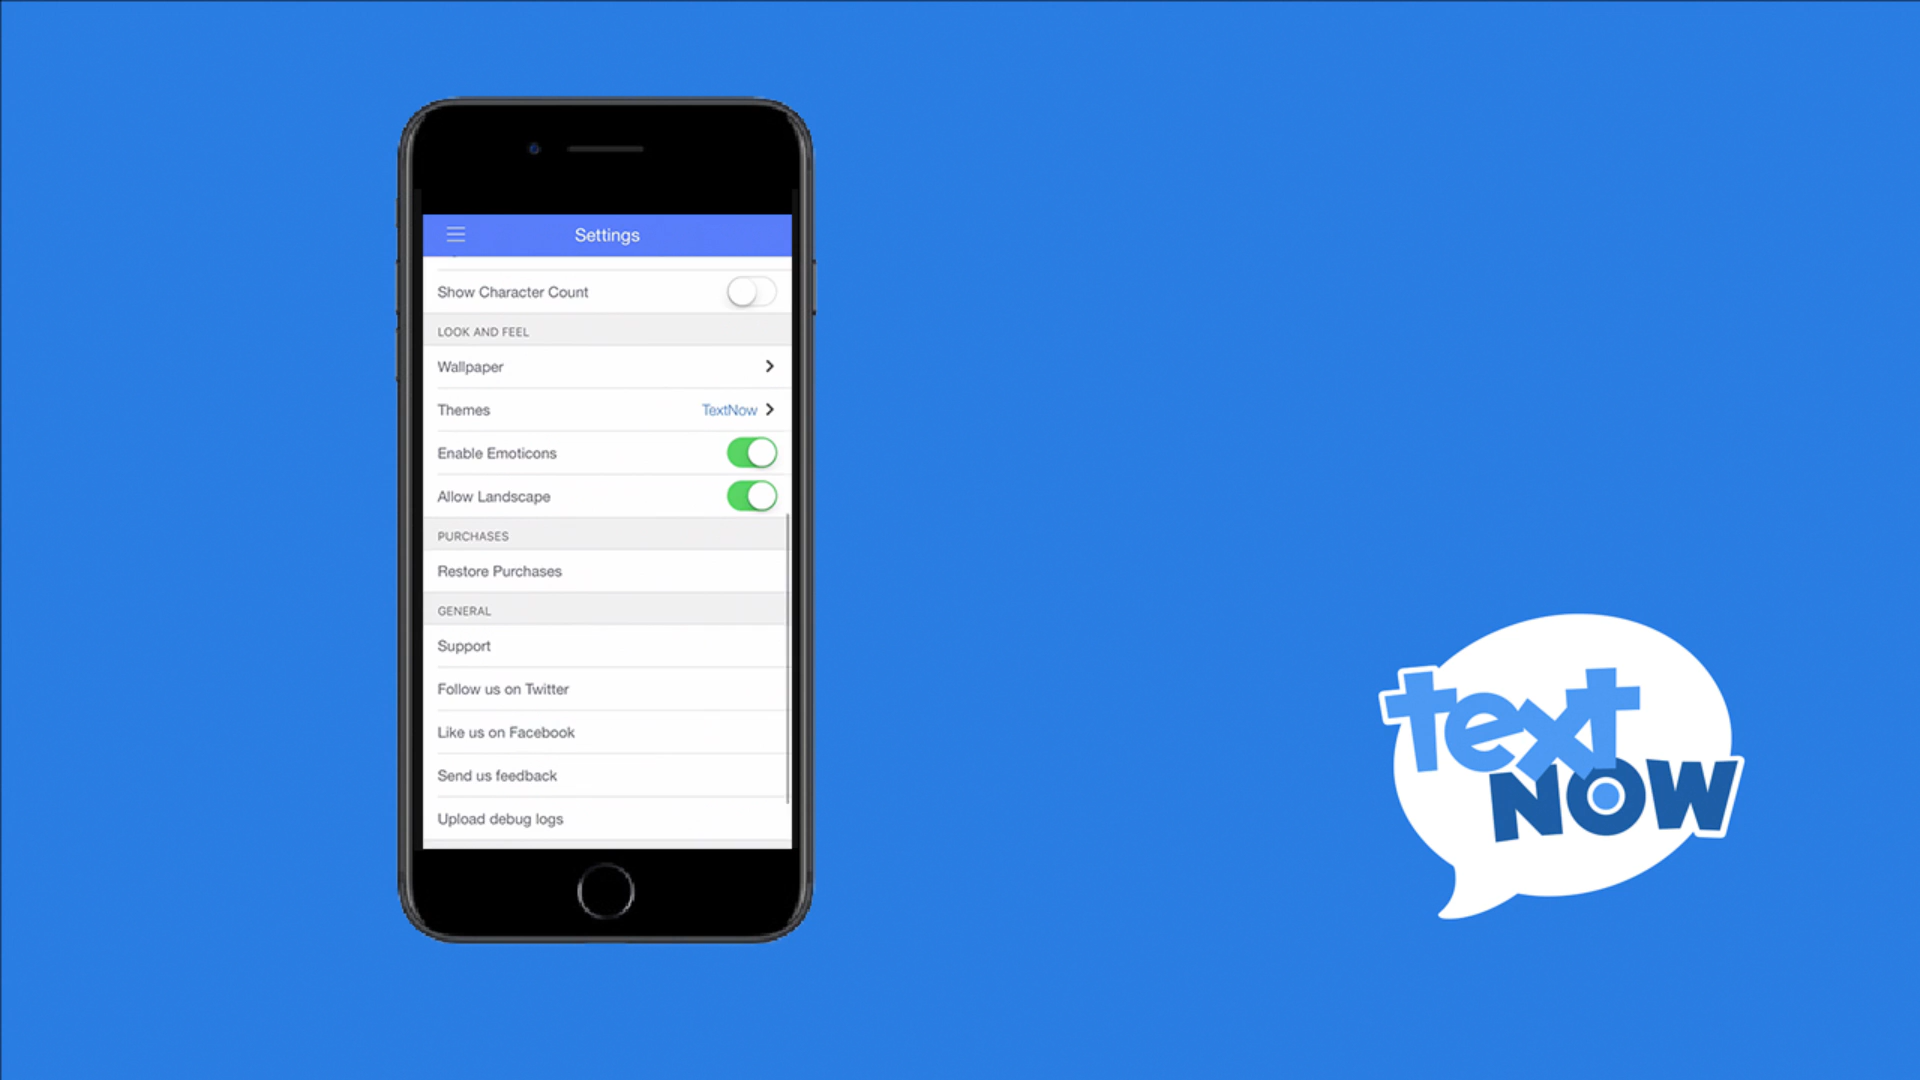 Settings
Show Character Count
LOOK AND FEEL
Wallpaper
Themes TextNow
Enable Emoticons
Allow Landscape
PURCHASES
Restore Purchases
GENERAL
Support
Follow us on Twitter
Like us on Facebook
Send us feedback
Upload debug logs
text
NOW